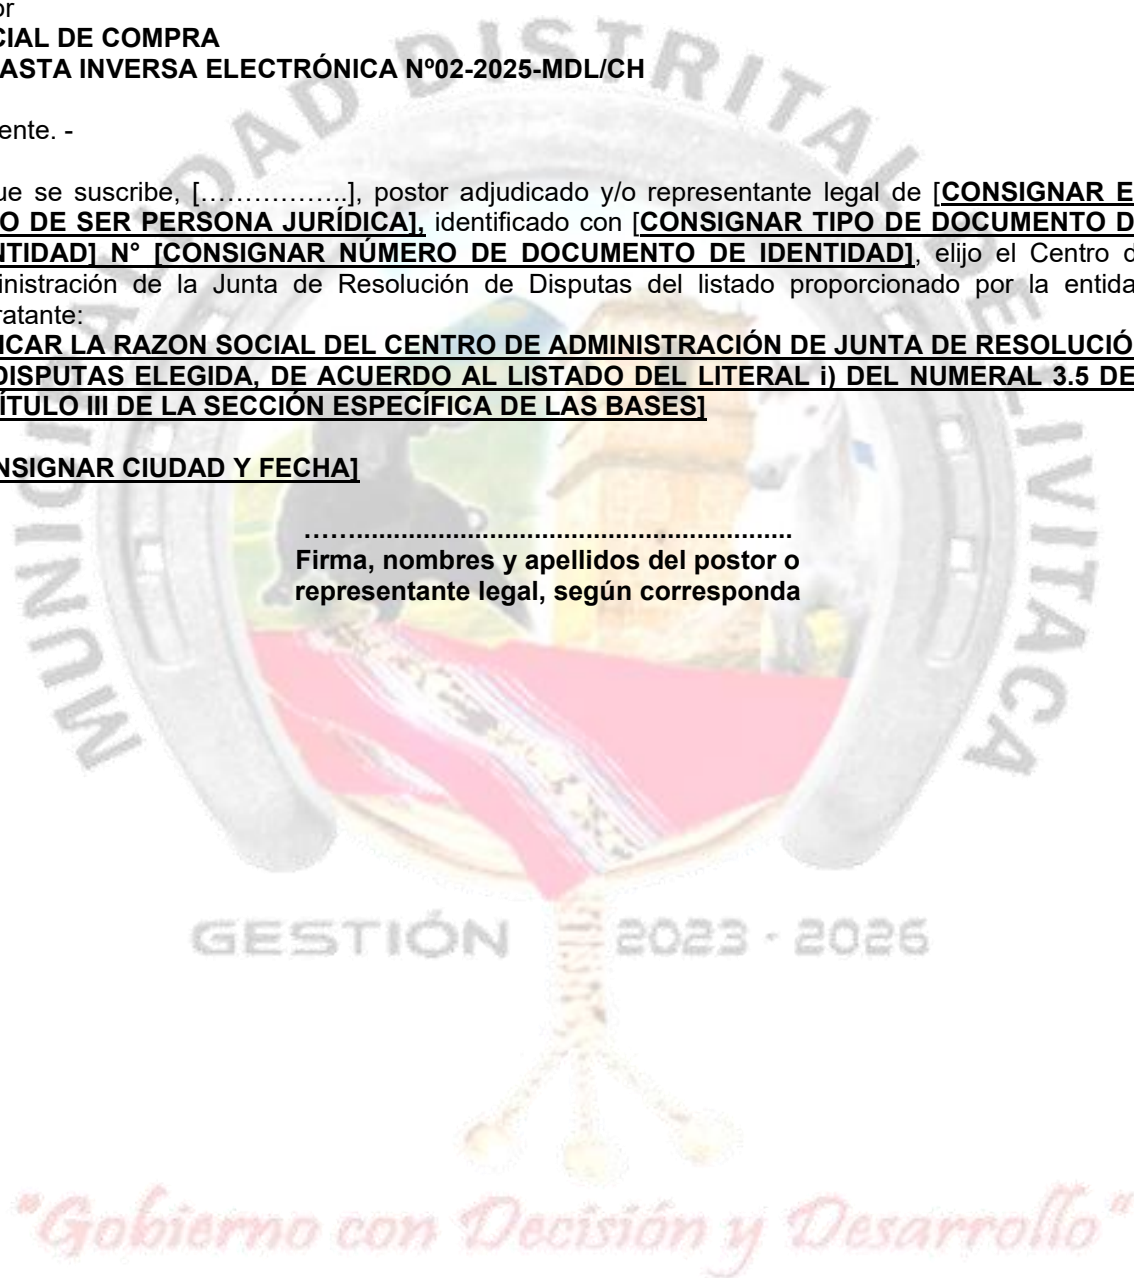 or
CIAL DE COMPRA
ASTA INVERSA ELECTRÓNICA Nº02-2025-MDL/CH
ente. -
ue se suscribe, [……………..], postor adjudicado y/o representante legal de [CONSIGNAR E
O DE SER PERSONA JURÍDICA], identificado con [CONSIGNAR TIPO DE DOCUMENTO D
NTIDAD] N° [CONSIGNAR NÚMERO DE DOCUMENTO DE IDENTIDAD], elijo el Centro d
inistración de la Junta de Resolución de Disputas del listado proporcionado por la entida
ratante:
ICAR LA RAZON SOCIAL DEL CENTRO DE ADMINISTRACIÓN DE JUNTA DE RESOLUCIÓ
DISPUTAS ELEGIDA, DE ACUERDO AL LISTADO DEL LITERAL i) DEL NUMERAL 3.5 DE
ÍTULO III DE LA SECCIÓN ESPECÍFICA DE LAS BASES]
NSIGNAR CIUDAD Y FECHA]
……..........................................................
Firma, nombres y apellidos del postor o
representante legal, según corresponda
MUNICIPALIDAD DISTRITAL DE LIVITACA
GESTIÓN 2023 - 2026
"Gobierno con Decisión y Desarrollo"